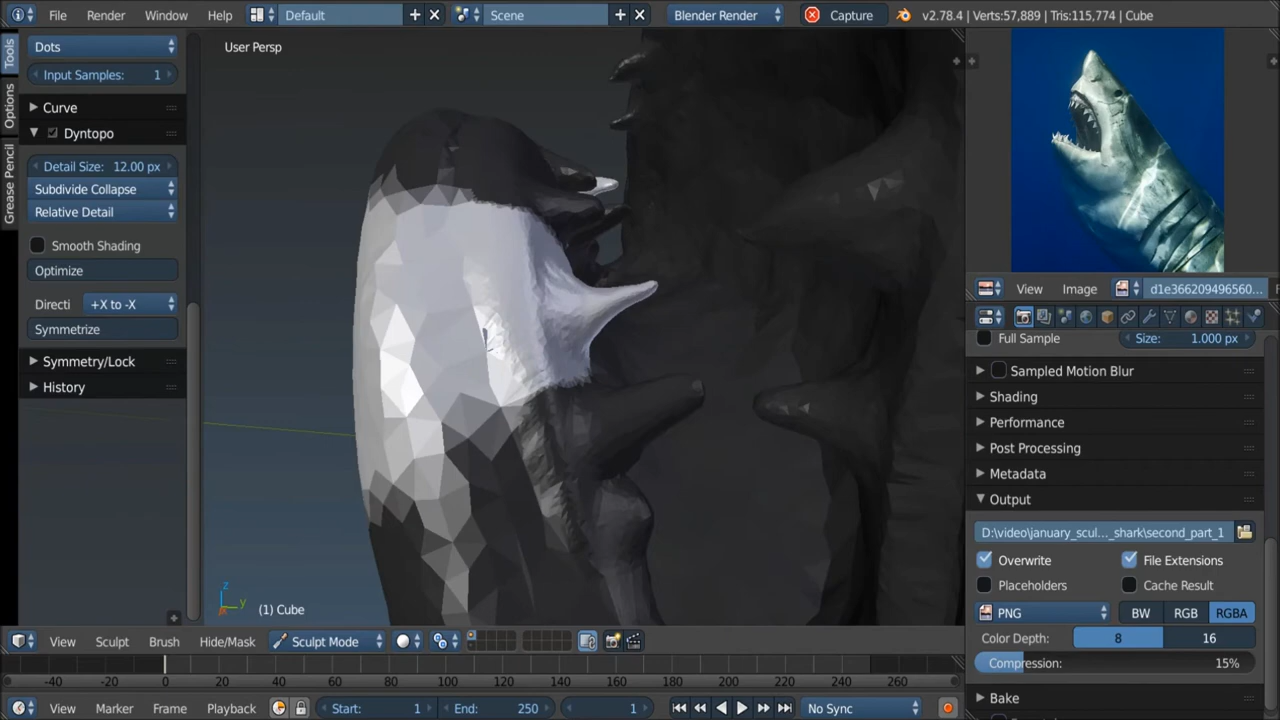 File Render Window Help Default Scene Blender Render Capture v2.78.4 | Verts:57,889 | Tris:115,774 | Cube
Tools
Options
Grease Pencil
Dots
Input Samples: 1
Curve
Dyntopo
Detail Size: 12.00 px
Subdivide Collapse
Relative Detail
Smooth Shading
Optimize
Directi +X to -X
Symmetrize
Symmetry/Lock
History
User Persp
(1) Cube
View Image d1e366209496560...
Full Sample Size: 1.000 px
Sampled Motion Blur
Shading
Performance
Post Processing
Metadata
Output
D:\video\january_scul..._shark\second_part_1
Overwrite File Extensions
Placeholders Cache Result
PNG BW RGB RGBA
Color Depth: 8 16
Compression: 15%
Bake
View Sculpt Brush Hide/Mask Sculpt Mode
-40 -20 0 20 40 60 80 100 120 140 160 180 200 220 240 260
View Marker Frame Playback Start: 1 End: 250 1 No Sync
z
y